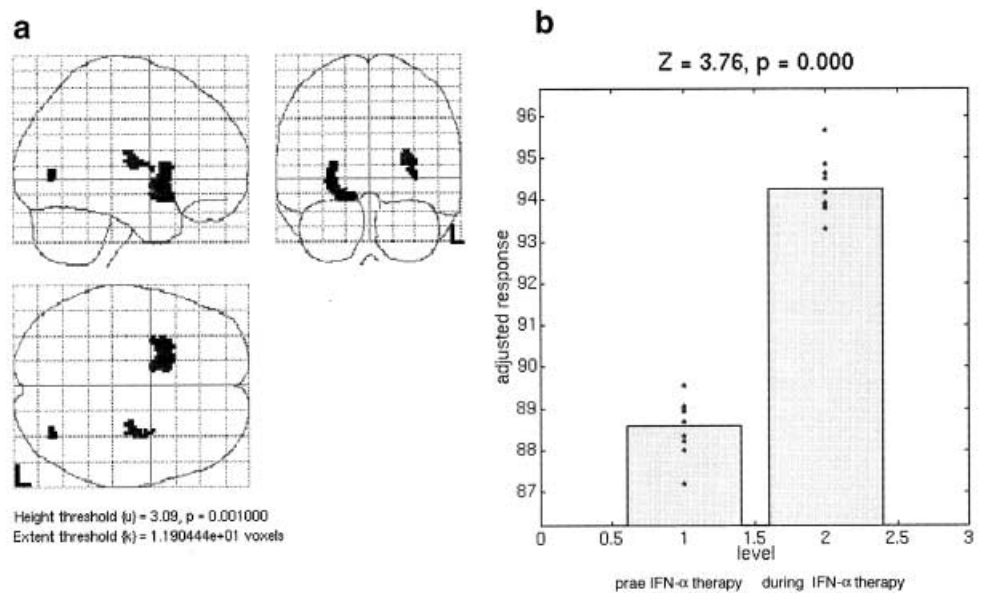 a
L
L
Height threshold {u} = 3.09, p = 0.001000
Extent threshold {k} = 1.190444e+01 voxels
b
Z = 3.76, p = 0.000
adjusted response
96
95
94
93
92
91
90
89
88
87
0 0.5 1 1.5 2 2.5 3
level
prae IFN-α therapy during IFN-α therapy